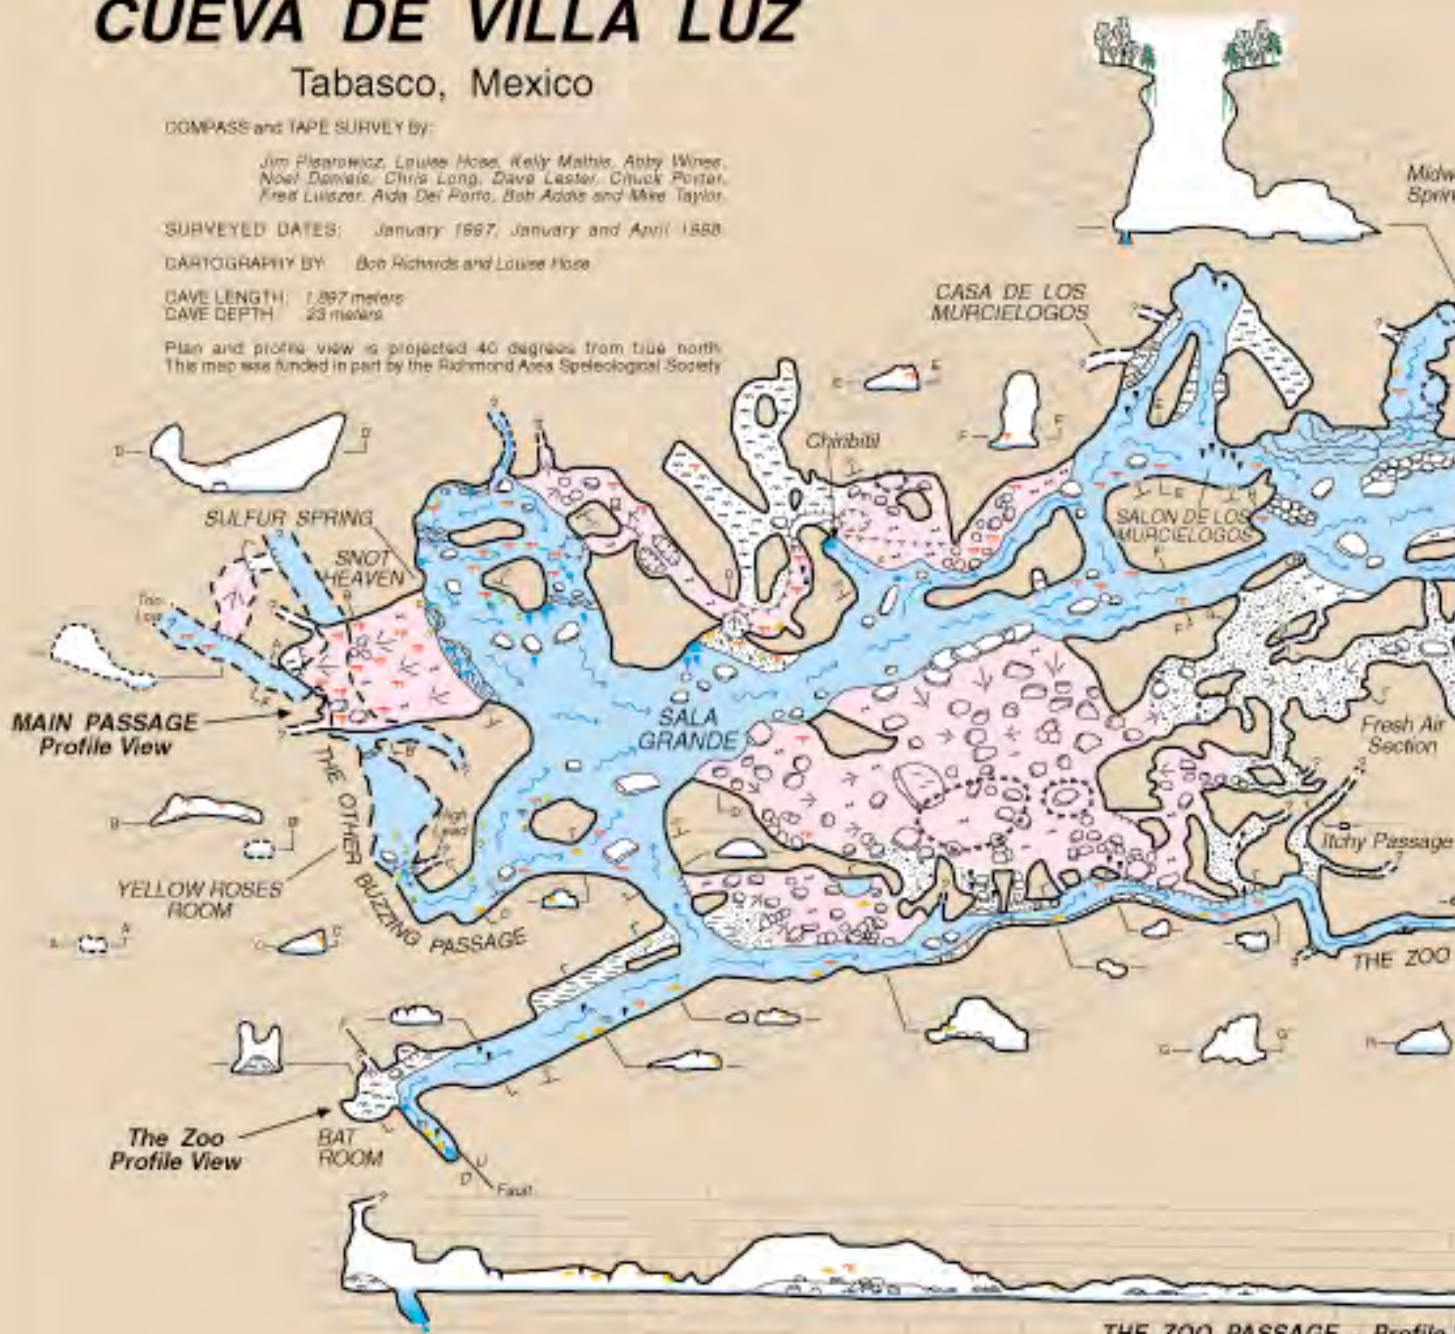 CUEVA DE VILLA LUZ
Tabasco, Mexico
COMPASS and TAPE SURVEY By:
Jim Pisarowicz, Louise Hose, Kelly Mathis, Abby Wines,
Noel Daniels, Chris Long, Dave Lester, Chuck Porter,
Fred Luiszer, Aida Del Porto, Bob Addis and Mike Taylor.
SURVEYED DATES: January 1997, January and April 1998
CARTOGRAPHY BY: Bob Richards and Louise Hose
CAVE LENGTH: 1,897 meters
CAVE DEPTH: 23 meters
Plan and profile view is projected 40 degrees from true north
This map was funded in part by the Richmond Area Speleological Society
Midw
Sprin
CASA DE LOS
MURCIELOGOS
E
E
D
D'
F
F
Chiribitil
SULFUR SPRING
SNOT
HEAVEN
SALON DE LOS
MURCIELOGOS
Too
Low
MAIN PASSAGE
Profile View
SALA
GRANDE
Fresh Air
Section
THE OTHER BUZZING PASSAGE
High
Lead
B
B'
Itchy Passage
YELLOW ROSES
ROOM
A
A'
C
C'
THE ZOO
G
G'
H
The Zoo
Profile View
BAT
ROOM
U
D
Fault
THE ZOO PASSAGE
Profile